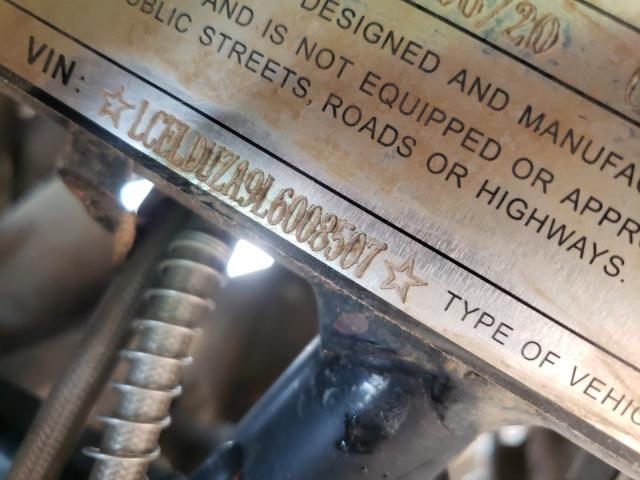 /20
DESIGNED AND MANUFA
AND IS NOT EQUIPPED OR APPR
PUBLIC STREETS, ROADS OR HIGHWAYS.
VIN: ☆LCELDUZA9L6008507☆ TYPE OF VEHIC